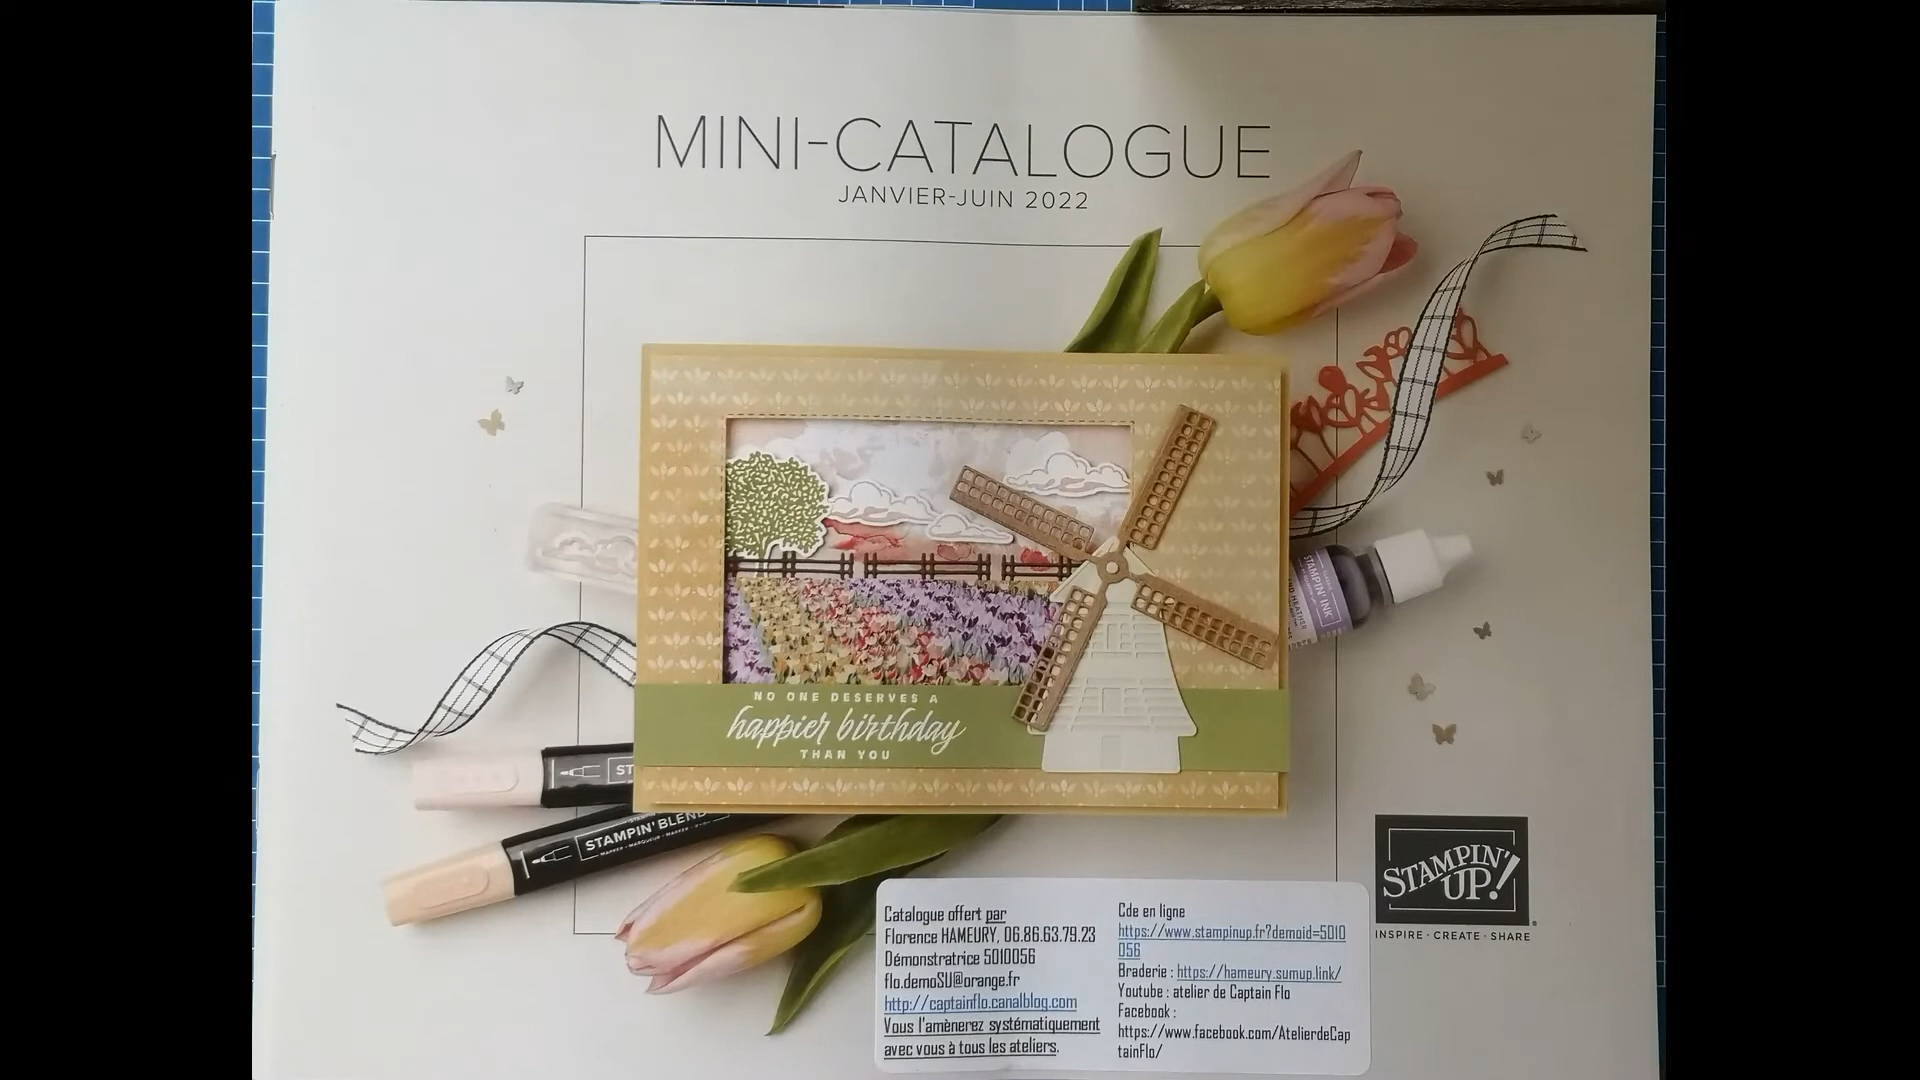 MINI-CATALOGUE
JANVIER-JUIN 2022
STAMPIN' INK
NO ONE DESERVES A
happier birthday
THAN YOU
ST
STAMPIN' BLEND
STAMPIN' UP!
INSPIRE · CREATE · SHARE
Catalogue offert par
Florence HAMEURY, 06.86.63.79.23
Démonstratrice 5010056
flo.demoSU@orange.fr
http://captainflo.canalblog.com
Vous l'amènerez systématiquement
avec vous à tous les ateliers.
Cde en ligne
https://www.stampinup.fr?demoid=5010
056
Braderie : https://hameury.sumup.link/
Youtube : atelier de Captain Flo
Facebook :
https://www.facebook.com/AtelierdeCap
tainFlo/